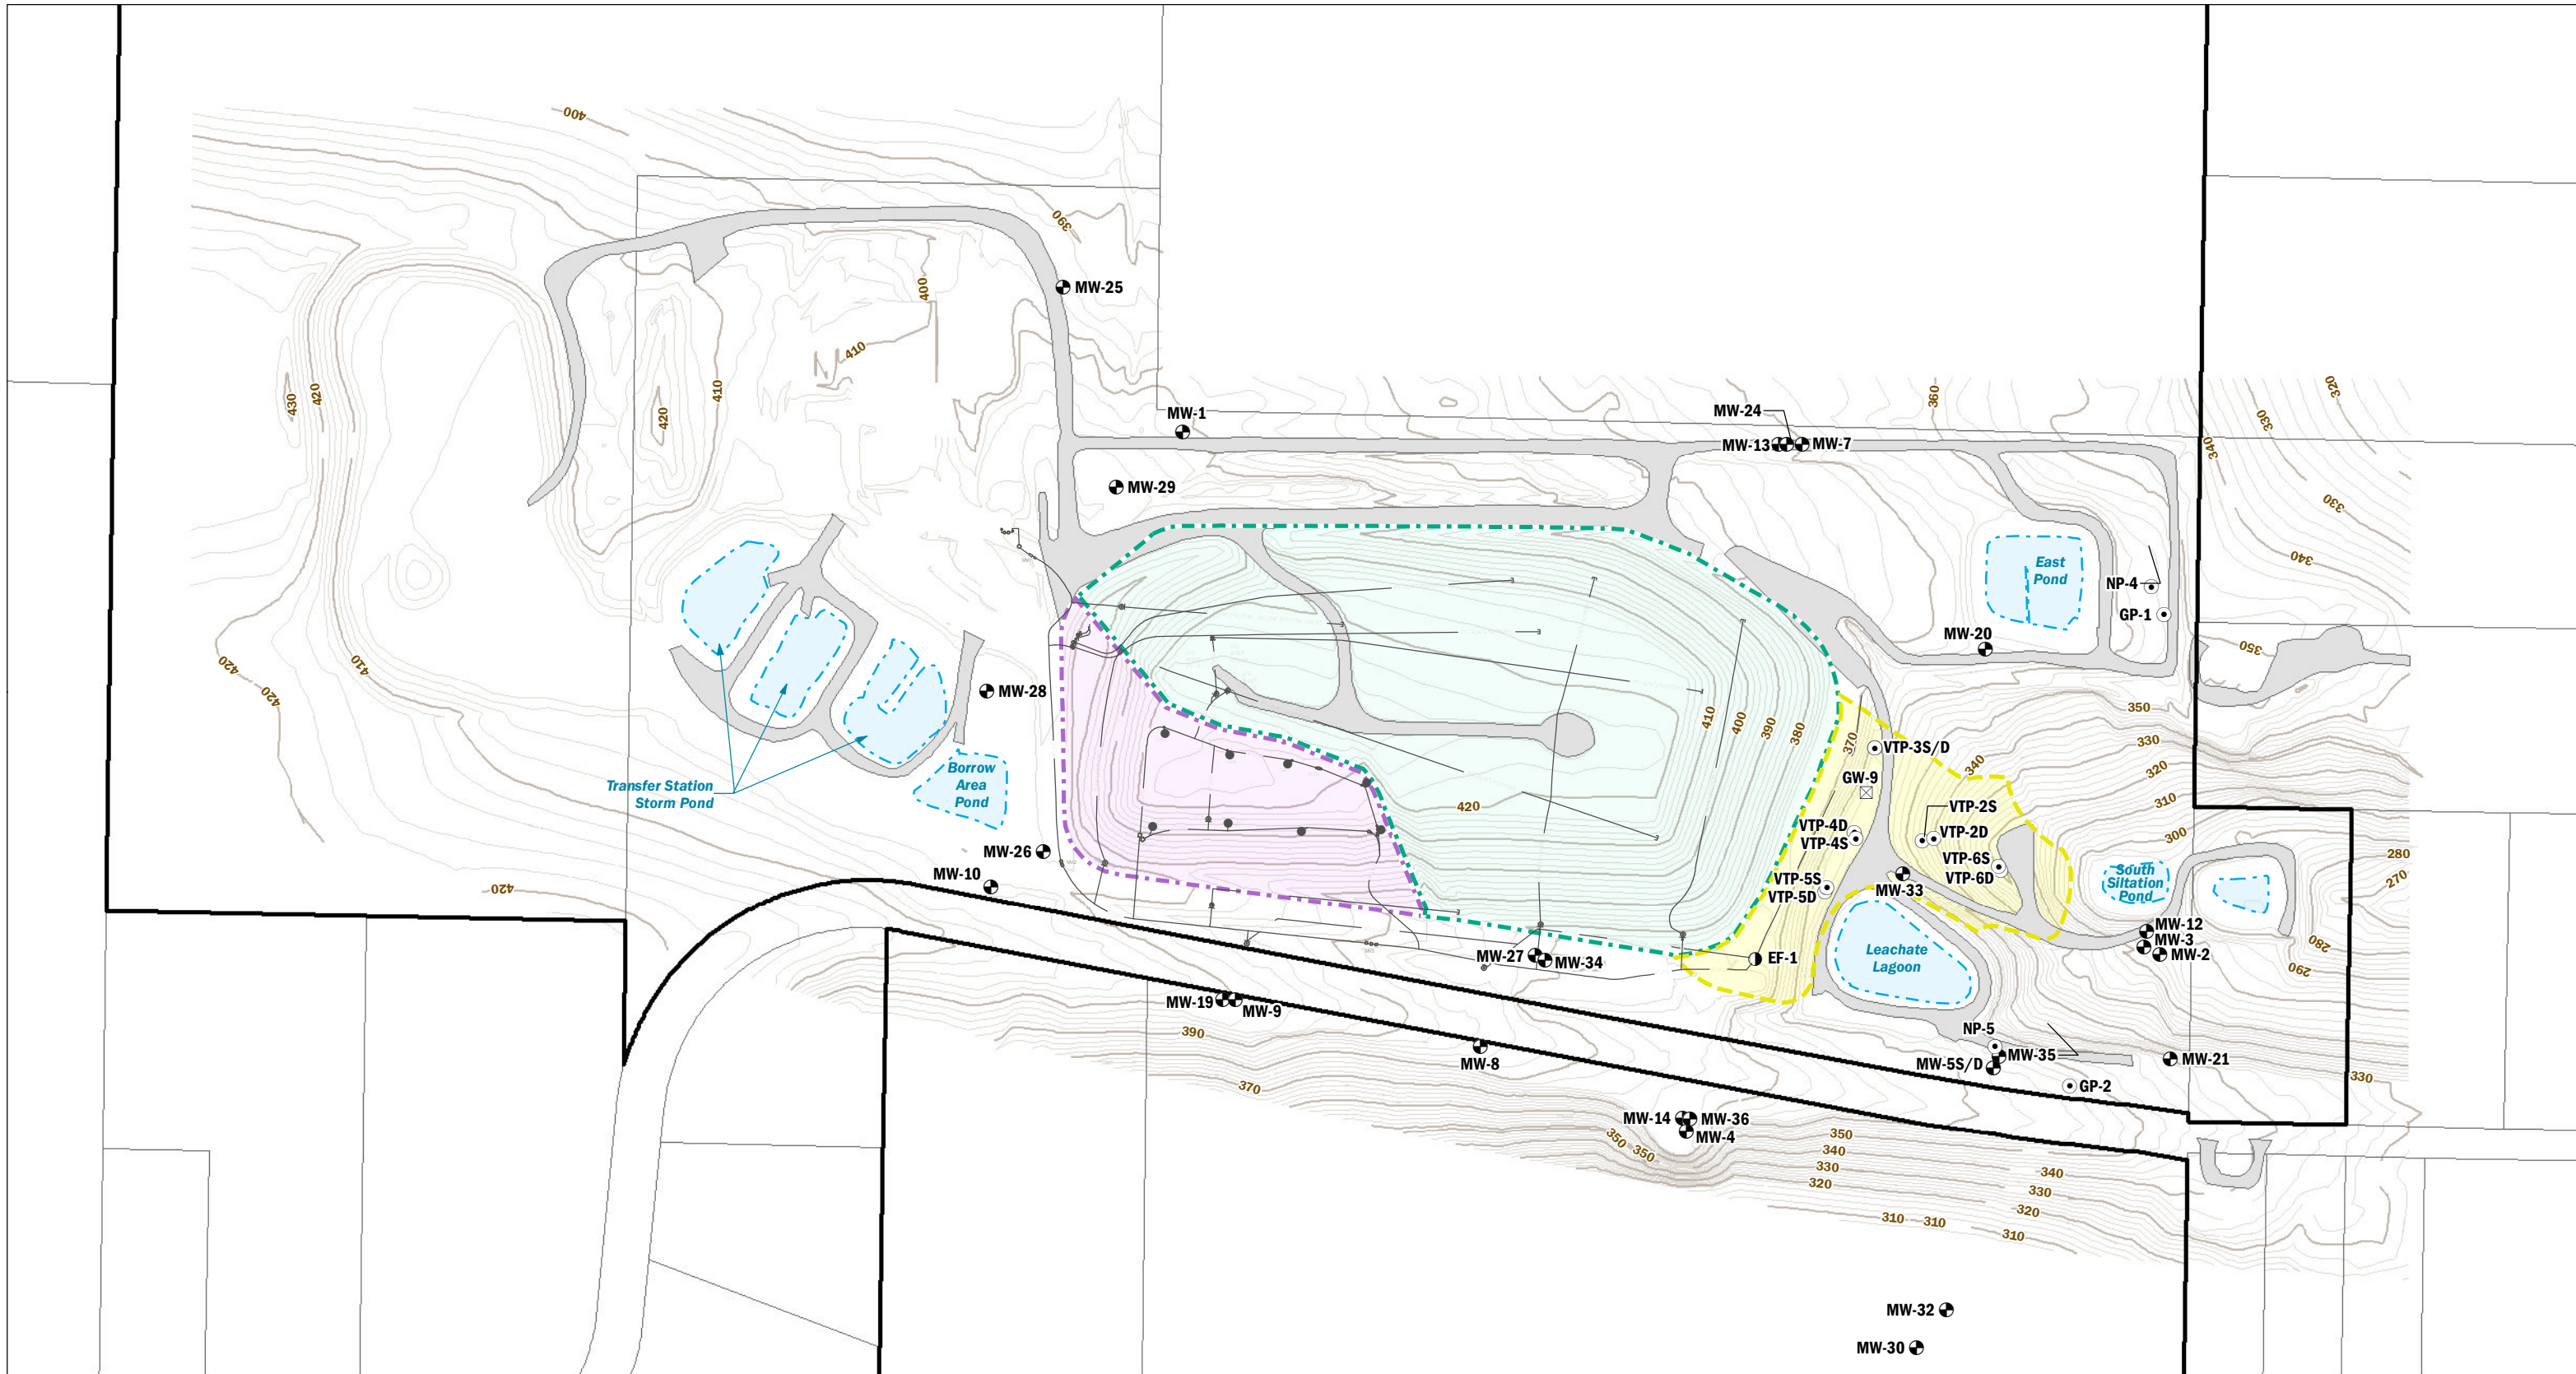 400
390
MW-25
400
410
430
420
420
410
MW-1
MW-24
MW-13
MW-7
360
320
330
340
330
340
MW-29
East
Pond
NP-4
GP-1
MW-20
350
420
420
410
MW-28
350
330
320
310
300
280
270
410
400
390
380
370
VTP-3S/D
340
GW-9
VTP-2S
VTP-2D
VTP-4D
VTP-4S
VTP-6S
VTP-6D
VTP-5S
VTP-5D
MW-33
Transfer Station
Storm Pond
Borrow
Area
Pond
420
MW-26
MW-10
420
South
Siltation
Pond
MW-12
MW-3
MW-2
280
290
Leachate
Lagoon
MW-27
MW-34
EF-1
MW-19
MW-9
390
MW-8
370
NP-5
MW-35
MW-5S/D
MW-21
GP-2
330
MW-14
MW-36
MW-4
350
350
350
340
330
320
340
330
320
310
310
310
MW-32
MW-30